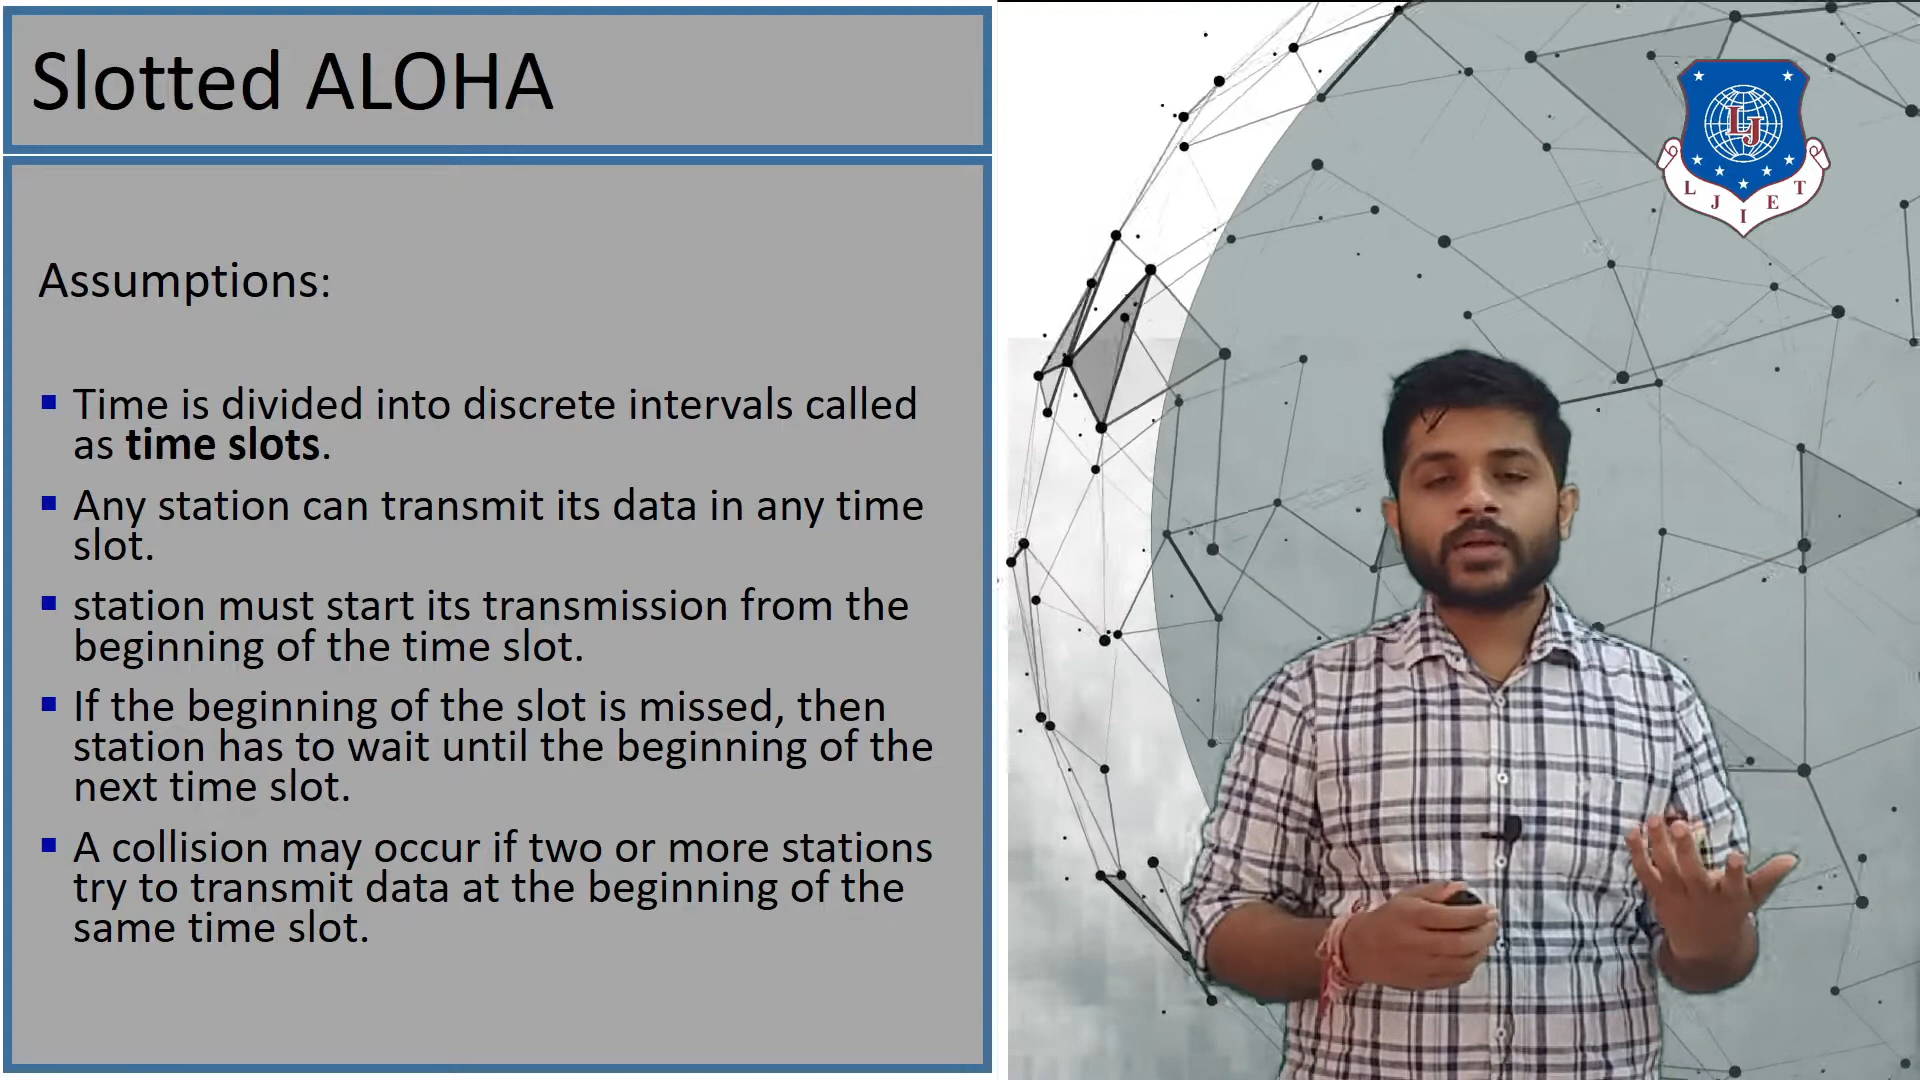 Slotted ALOHA
Assumptions:
▪ Time is divided into discrete intervals called
as time slots.
▪ Any station can transmit its data in any time
slot.
▪ station must start its transmission from the
beginning of the time slot.
▪ If the beginning of the slot is missed, then
station has to wait until the beginning of the
next time slot.
▪ A collision may occur if two or more stations
try to transmit data at the beginning of the
same time slot.
LJ
L J I E T